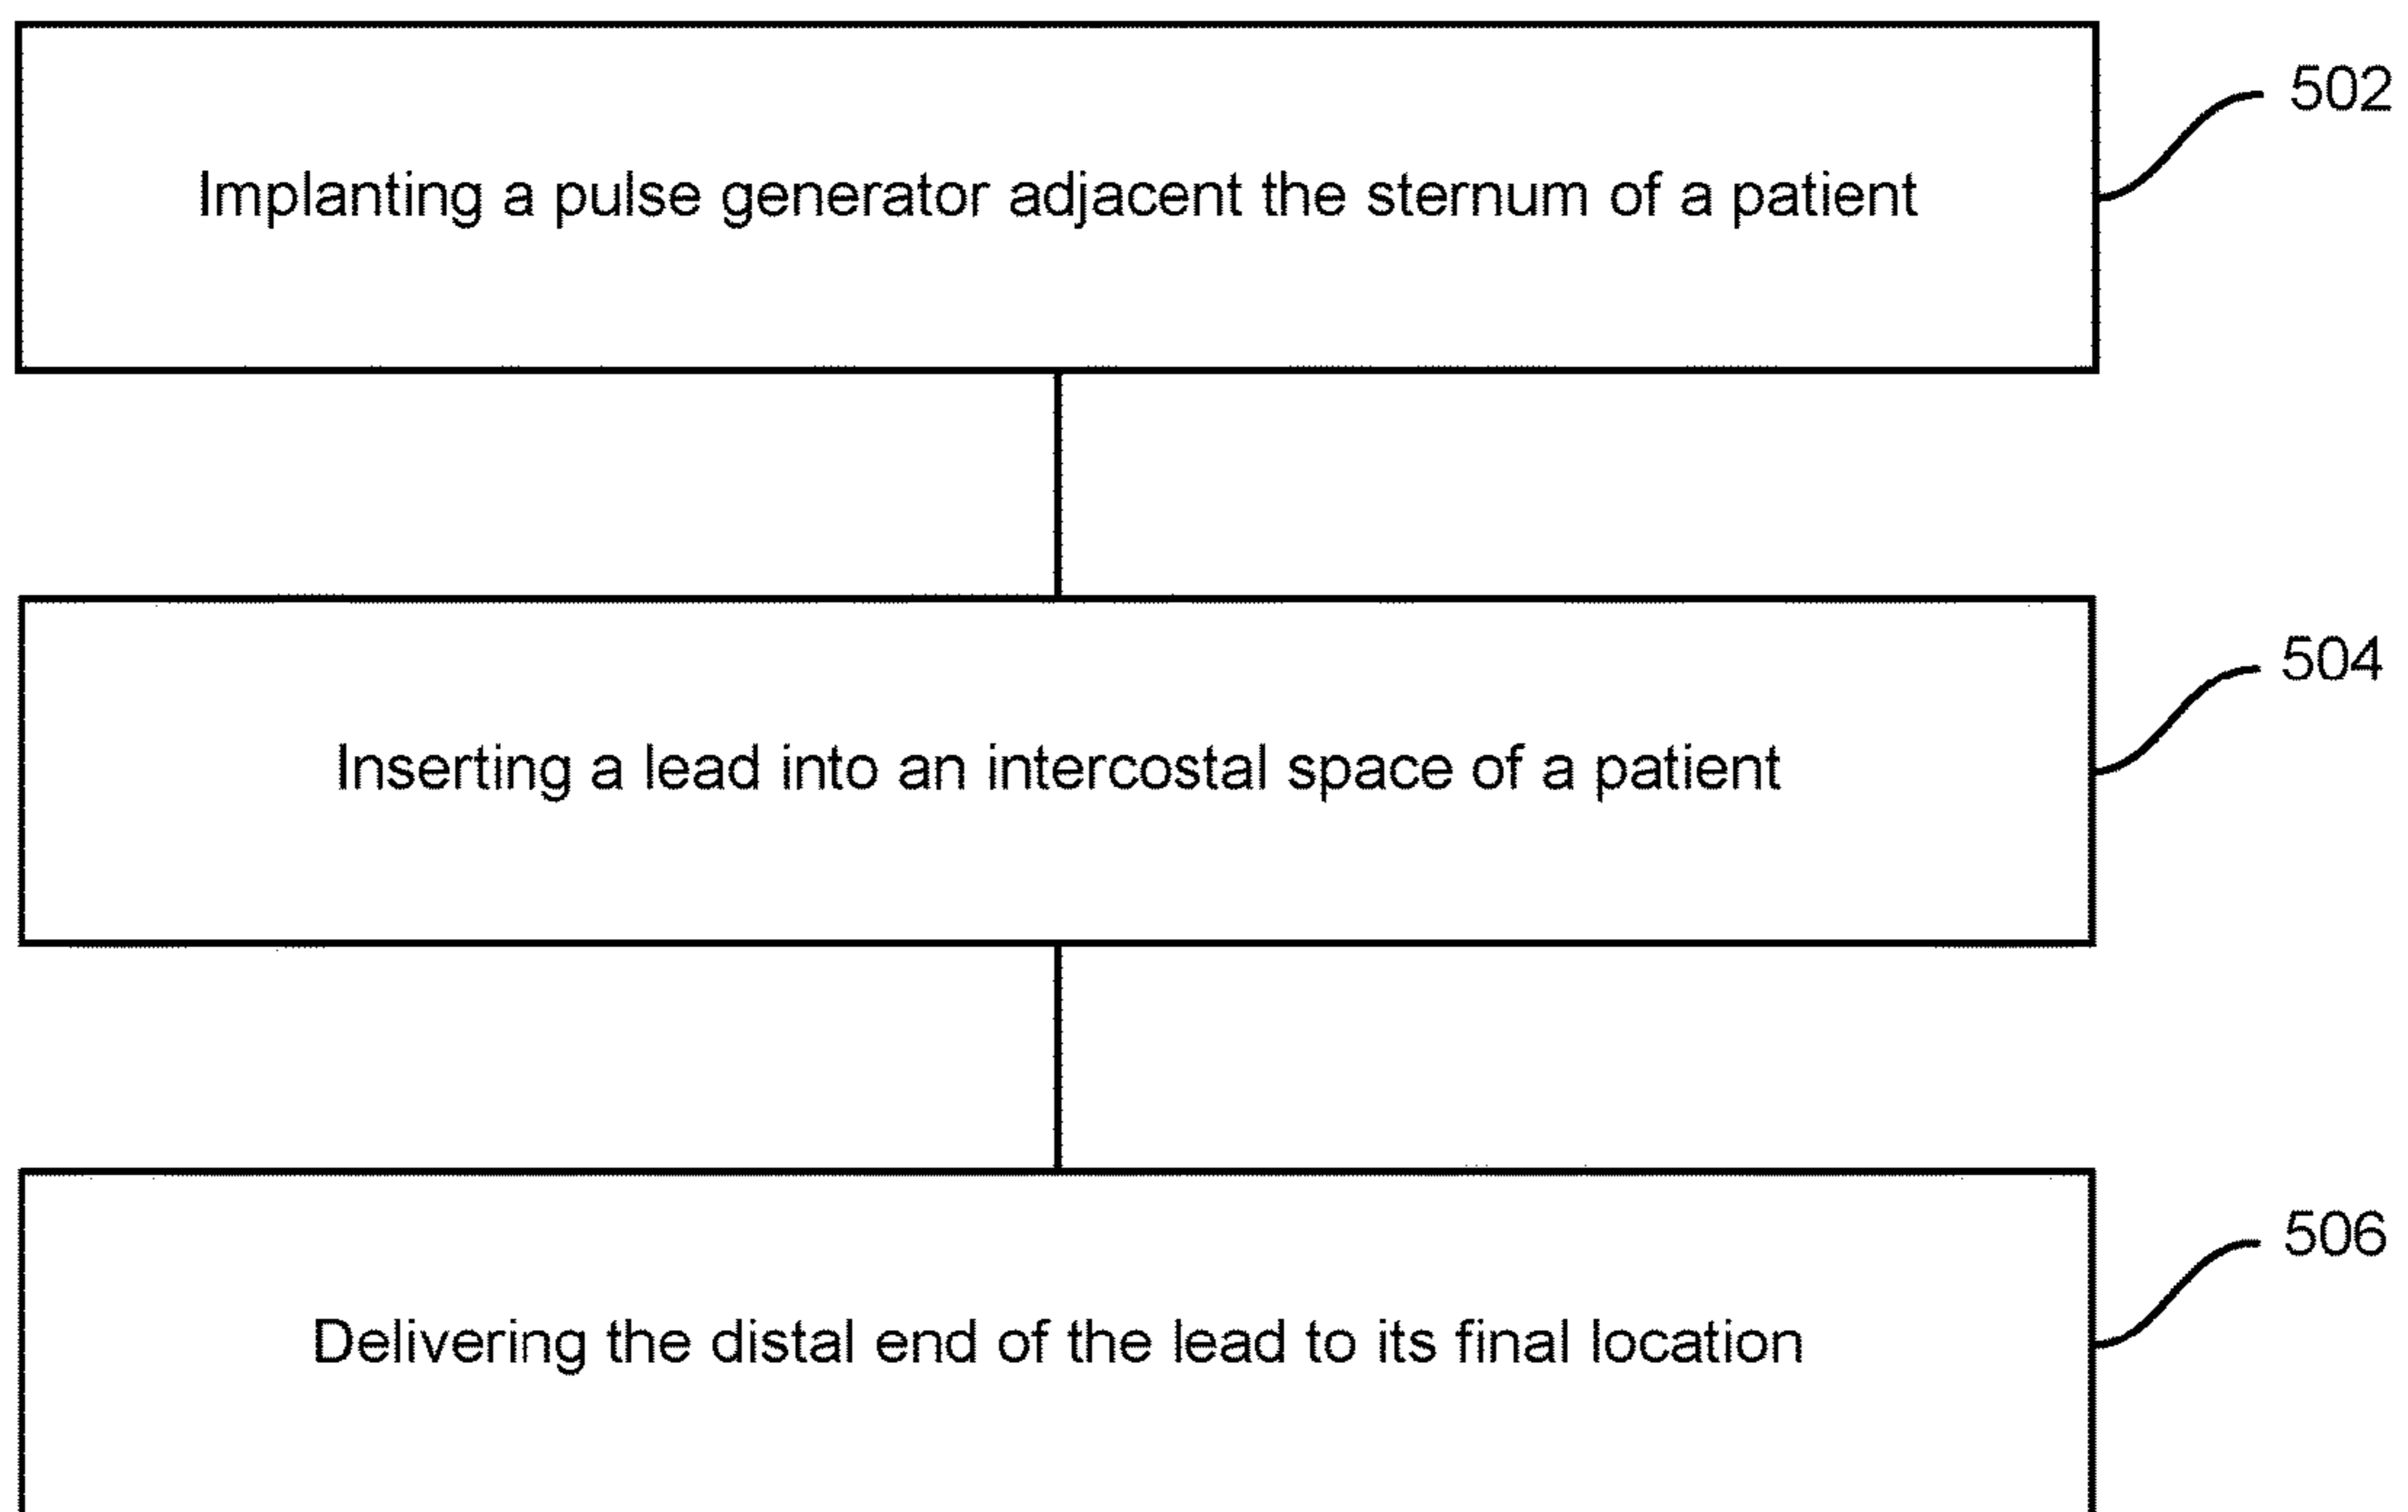 502
Implanting a pulse generator adjacent the sternum of a patient
504
Inserting a lead into an intercostal space of a patient
506
Delivering the distal end of the lead to its final location